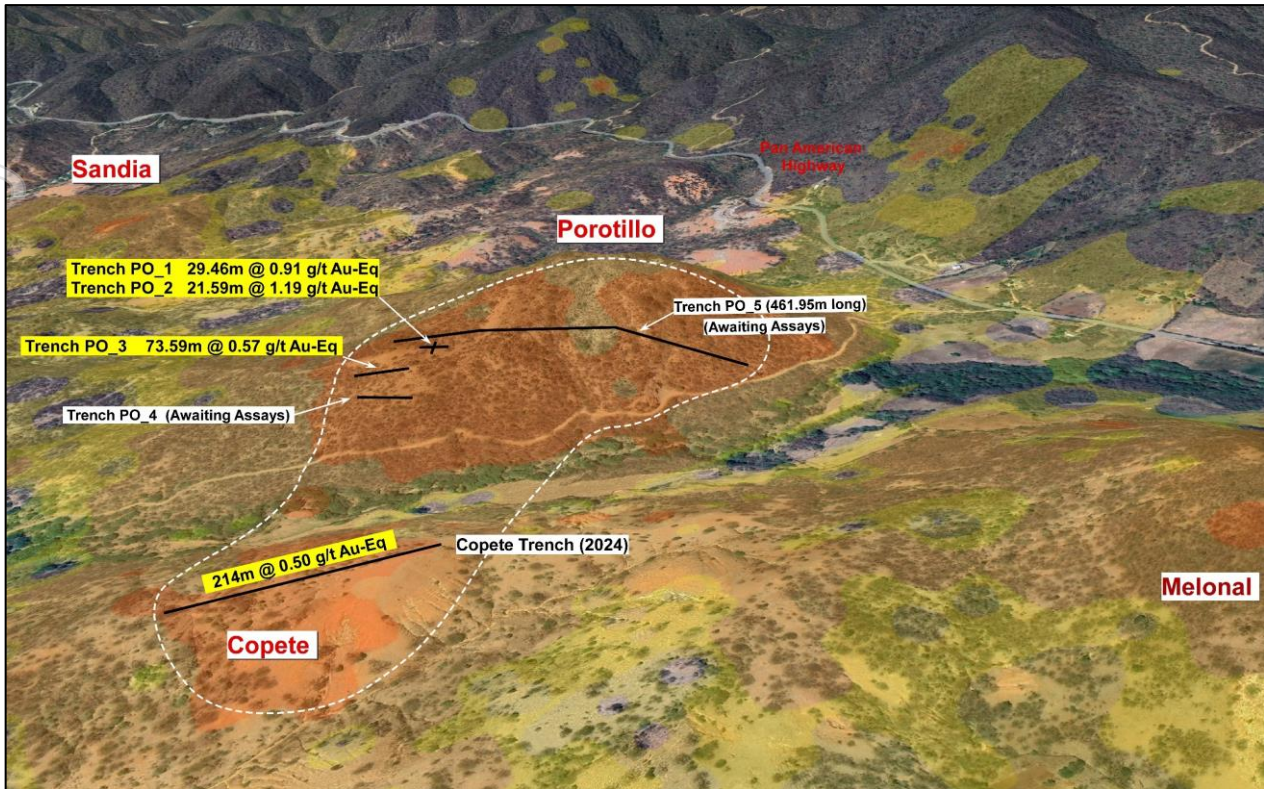 Sandia
Pan American
Highway
Porotillo
Trench PO_1 29.46m @ 0.91 g/t Au-Eq
Trench PO_2 21.59m @ 1.19 g/t Au-Eq
Trench PO_5 (461.95m long)
(Awaiting Assays)
Trench PO_3 73.59m @ 0.57 g/t Au-Eq
Trench PO_4 (Awaiting Assays)
214m @ 0.50 g/t Au-Eq
Copete Trench (2024)
Melonal
Copete